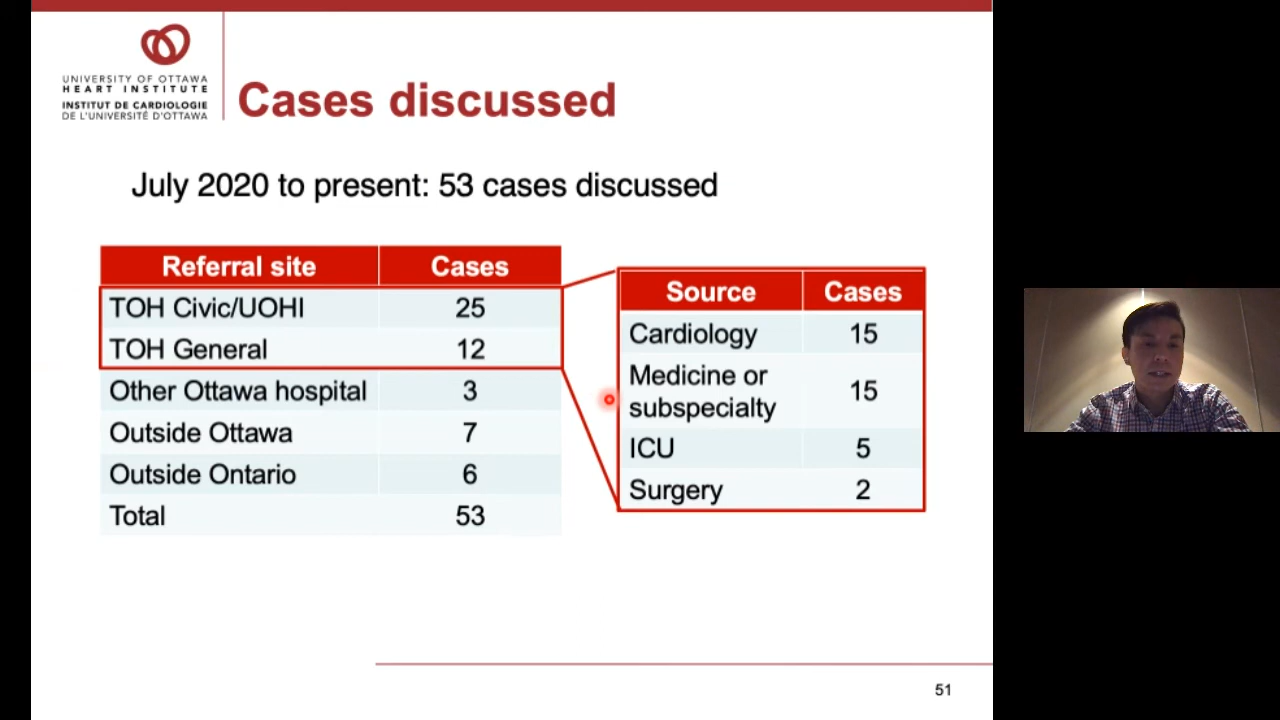 UNIVERSITY OF OTTAWA
HEART INSTITUTE
INSTITUT DE CARDIOLOGIE
DE L'UNIVERSITÉ D'OTTAWA
Cases discussed
July 2020 to present: 53 cases discussed
Referral site Cases
TOH Civic/UOHI 25
TOH General 12
Other Ottawa hospital 3
Outside Ottawa 7
Outside Ontario 6
Total 53
Source Cases
Cardiology 15
Medicine or
subspecialty 15
ICU 5
Surgery 2
51